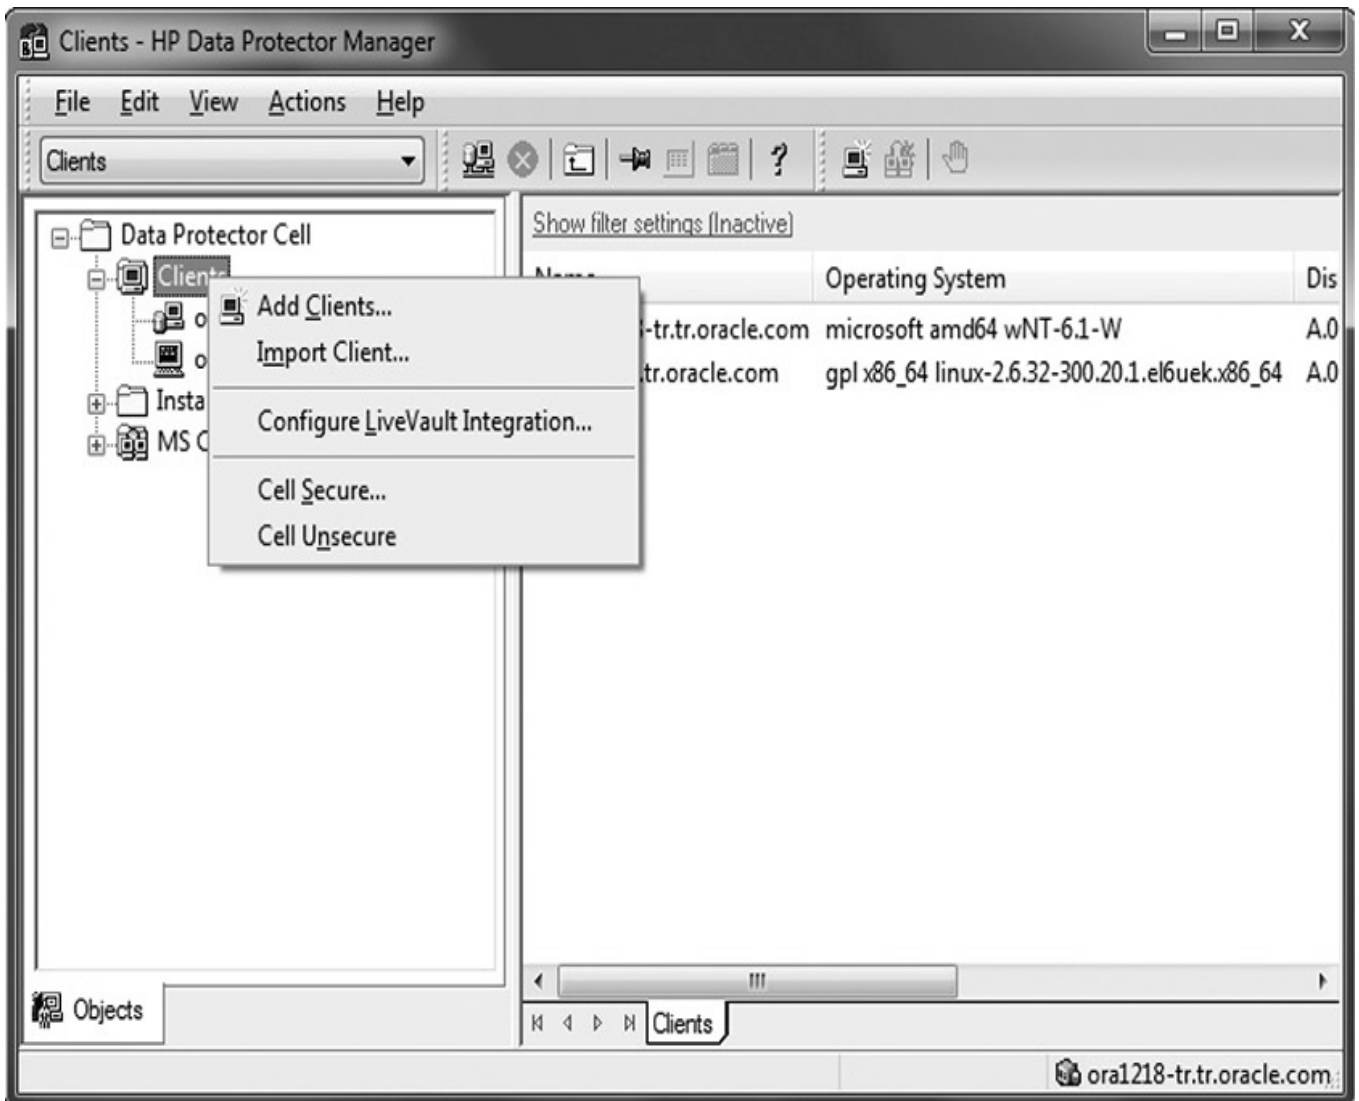 Clients - HP Data Protector Manager
File Edit View Actions Help
Clients
Show filter settings (Inactive)
Data Protector Cell
Clients
Operating System
Add Clients...
Import Client...
Configure LiveVault Integration...
Cell Secure...
Cell Unsecure
-tr.tr.oracle.com microsoft amd64 wNT-6.1-W A.0
.tr.oracle.com gpl x86_64 linux-2.6.32-300.20.1.el6uek.x86_64 A.0
MS C
Objects
Clients
ora1218-tr.tr.oracle.com